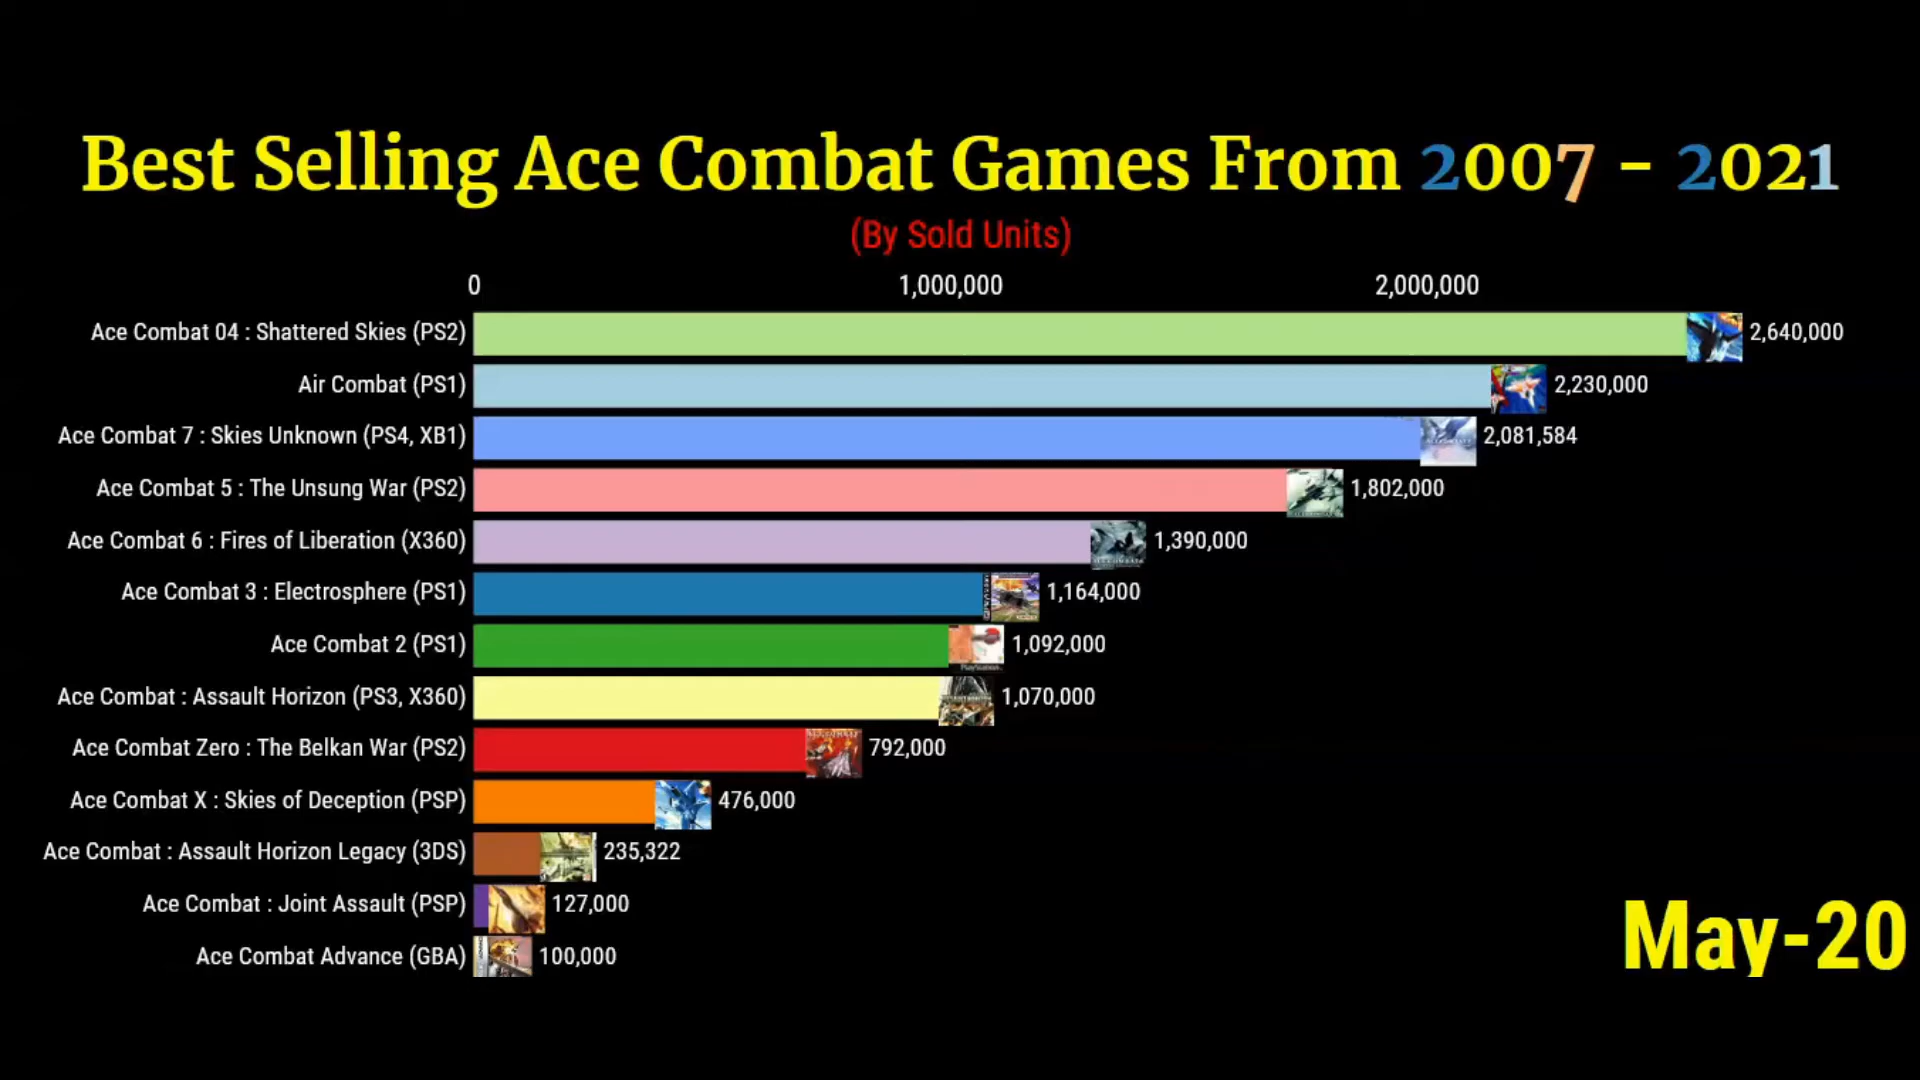 Best Selling Ace Combat Games From 2007 - 2021
(By Sold Units)
0 1,000,000 2,000,000
Ace Combat 04 : Shattered Skies (PS2) 2,640,000
Air Combat (PS1) 2,230,000
Ace Combat 7 : Skies Unknown (PS4, XB1) 2,081,584
Ace Combat 5 : The Unsung War (PS2) 1,802,000
Ace Combat 6 : Fires of Liberation (X360) 1,390,000
Ace Combat 3 : Electrosphere (PS1) 1,164,000
Ace Combat 2 (PS1) 1,092,000
Ace Combat : Assault Horizon (PS3, X360) 1,070,000
Ace Combat Zero : The Belkan War (PS2) 792,000
Ace Combat X : Skies of Deception (PSP) 476,000
Ace Combat : Assault Horizon Legacy (3DS) 235,322
Ace Combat : Joint Assault (PSP) 127,000
Ace Combat Advance (GBA) 100,000
May-20